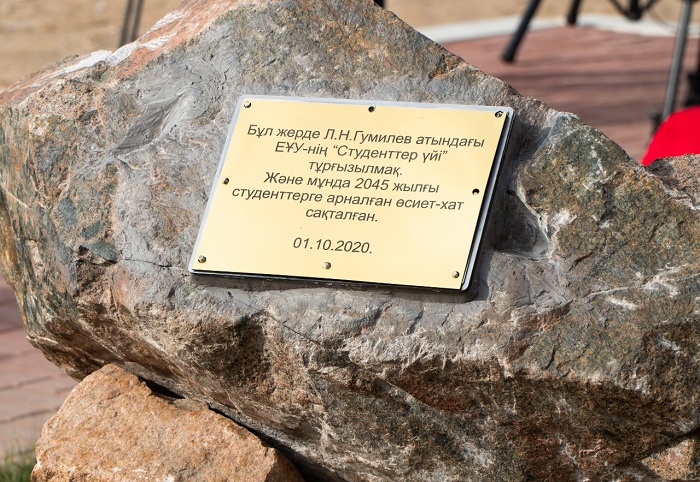 Бұл жерде Л.Н.Гумилев атындағы
ЕҰУ-нің "Студенттер үйі"
тұрғызылмақ.
Және мұнда 2045 жылғы
студенттерге арналған өсиет-хат
сақталған.
01.10.2020.